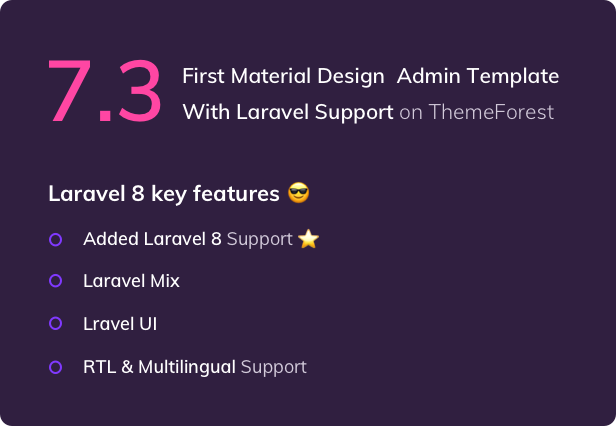 7.3
First Material Design Admin Template
With Laravel Support on ThemeForest
Laravel 8 key features 😎
Added Laravel 8 Support ⭐
Laravel Mix
Lravel UI
RTL & Multilingual Support